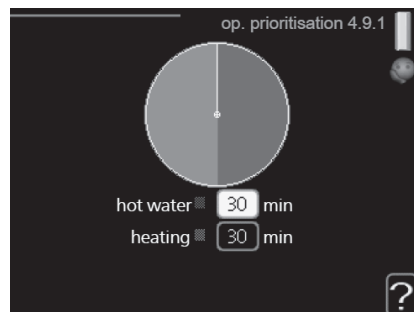 op. prioritisation 4.9.1
hot water 30 min
heating 30 min
?